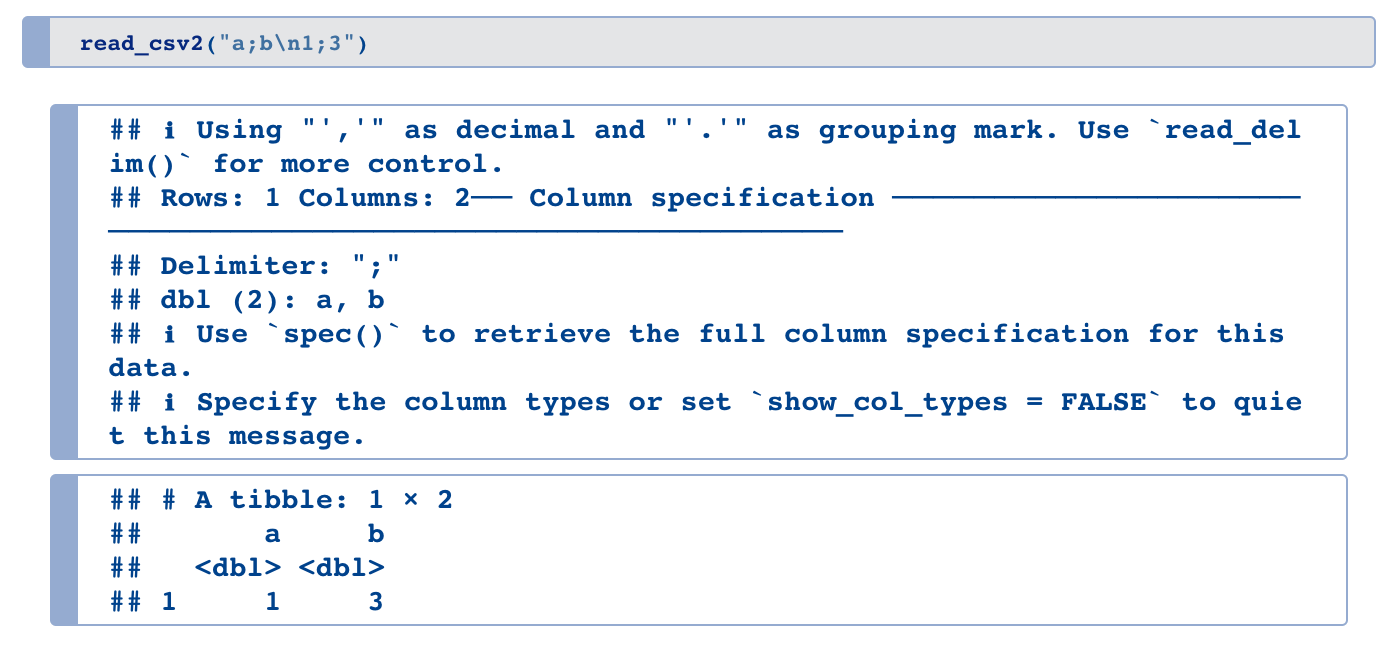 read_csv2("a;b\n1;3")
## ℹ Using "','" as decimal and "'.'" as grouping mark. Use `read_del
im()` for more control.
## Rows: 1 Columns: 2── Column specification ────────────────────────
───────────────────────────────────────────
## Delimiter: ";"
## dbl (2): a, b
## ℹ Use `spec()` to retrieve the full column specification for this
data.
## ℹ Specify the column types or set `show_col_types = FALSE` to quie
t this message.
## # A tibble: 1 × 2
##       a     b
##   <dbl> <dbl>
## 1     1     3